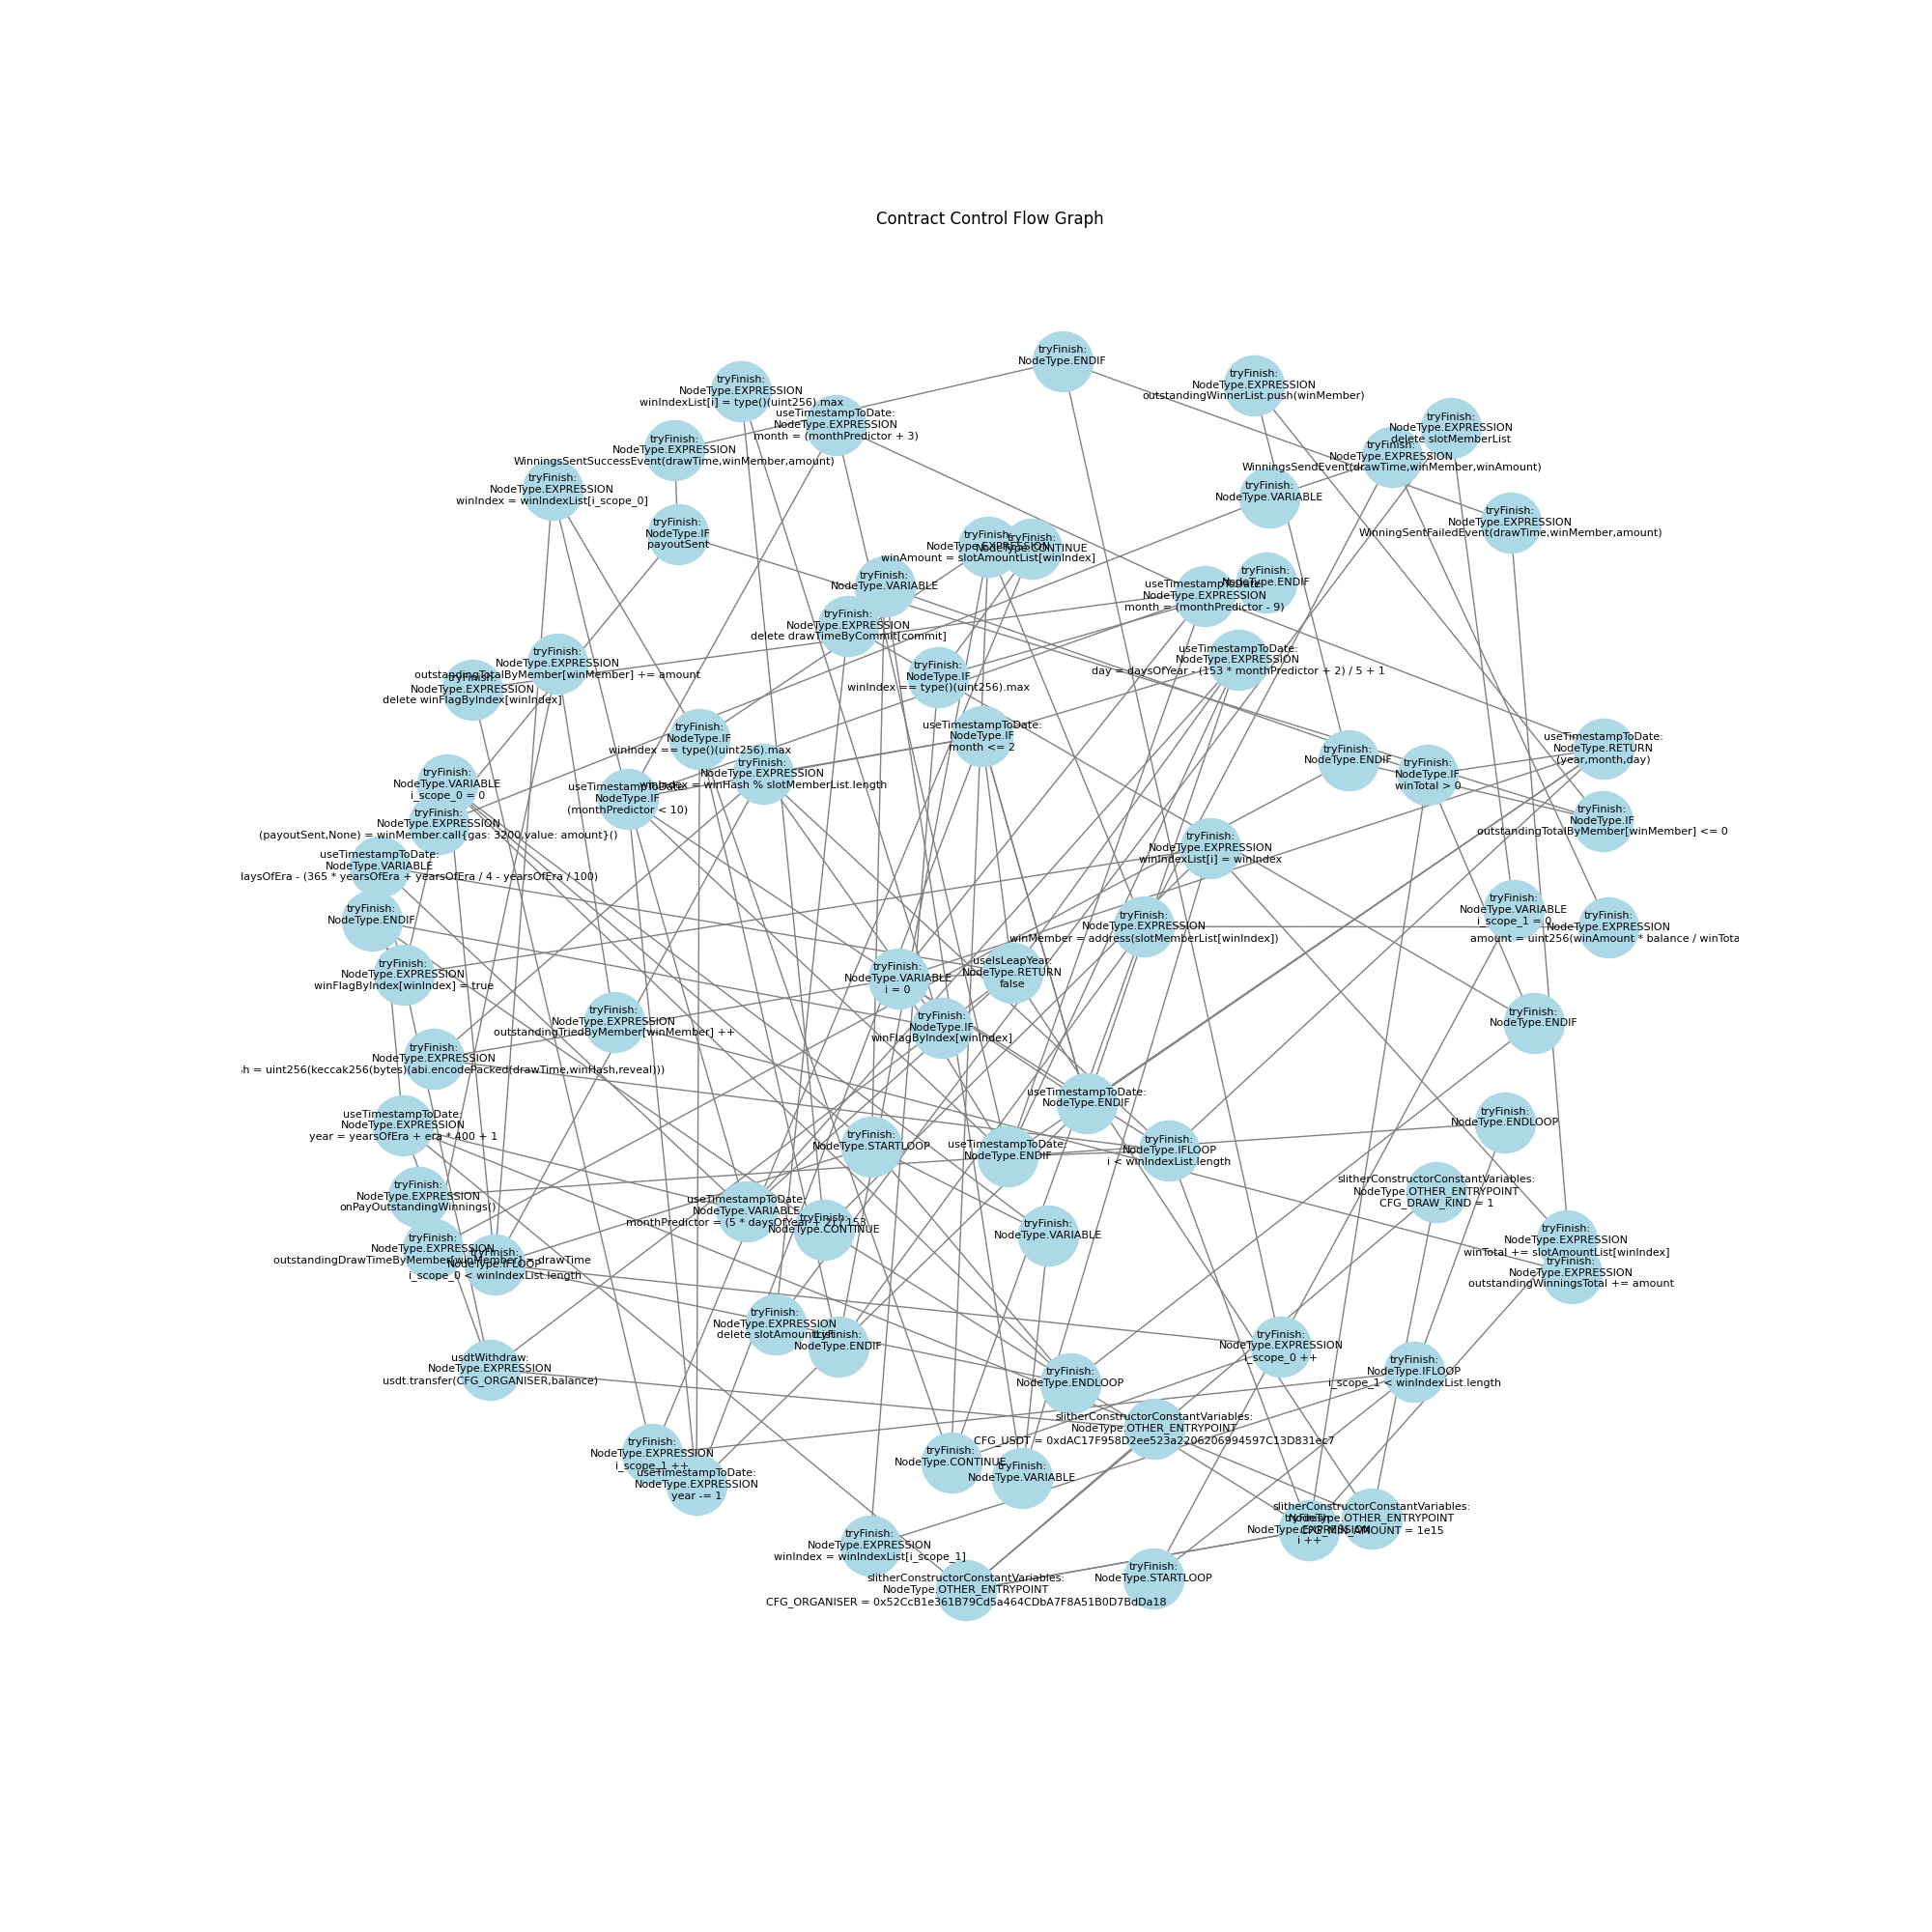 Contract Control Flow Graph
tryFinish:
NodeType.ENDIF
tryFinish:
NodeType.EXPRESSION
winIndexList[i] = type()(uint256).max
tryFinish:
NodeType.EXPRESSION
outstandingWinnerList.push(winMember)
useTimestampToDate:
NodeType.EXPRESSION
month = (monthPredictor + 3)
tryFinish:
NodeType.EXPRESSION
delete slotMemberList
tryFinish:
NodeType.EXPRESSION
WinningsSentSuccessEvent(drawTime,winMember,amount)
tryFinish:
NodeType.EXPRESSION
WinningsSendEvent(drawTime,winMember,winAmount)
tryFinish:
NodeType.EXPRESSION
winIndex = winIndexList[i_scope_0]
tryFinish:
NodeType.VARIABLE
tryFinish:
NodeType.IF
payoutSent
tryFinish:
NodeType.EXPRESSION
WinningSentFailedEvent(drawTime,winMember,amount)
tryFinish:
NodeType.EXPRESSION
winAmount = slotAmountList[winIndex]
tryFinish:
NodeType.CONTINUE
tryFinish:
NodeType.VARIABLE
tryFinish:
NodeType.ENDIF
useTimestampToDate:
NodeType.EXPRESSION
month = (monthPredictor - 9)
tryFinish:
NodeType.EXPRESSION
delete drawTimeByCommit[commit]
tryFinish:
NodeType.EXPRESSION
outstandingTotalByMember[winMember] += amount
tryFinish:
NodeType.EXPRESSION
delete winFlagByIndex[winIndex]
tryFinish:
NodeType.IF
winIndex == type()(uint256).max
useTimestampToDate:
NodeType.EXPRESSION
day = daysOfYear - (153 * monthPredictor + 2) / 5 + 1
tryFinish:
NodeType.IF
winIndex == type()(uint256).max
useTimestampToDate:
NodeType.IF
month <= 2
useTimestampToDate:
NodeType.RETURN
(year,month,day)
tryFinish:
NodeType.ENDIF
tryFinish:
NodeType.IF
winTotal > 0
tryFinish:
NodeType.EXPRESSION
winIndex = winHash % slotMemberList.length
useTimestampToDate:
NodeType.IF
(monthPredictor < 10)
tryFinish:
NodeType.VARIABLE
i_scope_0 = 0
tryFinish:
NodeType.EXPRESSION
(payoutSent,None) = winMember.call{gas: 3200,value: amount}()
tryFinish:
NodeType.IF
outstandingTotalByMember[winMember] <= 0
tryFinish:
NodeType.EXPRESSION
winIndexList[i] = winIndex
useTimestampToDate:
NodeType.VARIABLE
laysOfEra - (365 * yearsOfEra + yearsOfEra / 4 - yearsOfEra / 100)
tryFinish:
NodeType.ENDIF
tryFinish:
NodeType.VARIABLE
i_scope_1 = 0
tryFinish:
NodeType.EXPRESSION
amount = uint256(winAmount * balance / winTota
tryFinish:
NodeType.EXPRESSION
winMember = address(slotMemberList[winIndex])
tryFinish:
NodeType.EXPRESSION
winFlagByIndex[winIndex] = true
tryFinish:
NodeType.VARIABLE
i = 0
useIsLeapYear:
NodeType.RETURN
false
tryFinish:
NodeType.IF
winFlagByIndex[winIndex]
tryFinish:
NodeType.EXPRESSION
outstandingTriedByMember[winMember] ++
tryFinish:
NodeType.ENDIF
tryFinish:
NodeType.EXPRESSION
h = uint256(keccak256(bytes)(abi.encodePacked(drawTime,winHash,reveal)))
useTimestampToDate:
NodeType.ENDIF
useTimestampToDate:
NodeType.EXPRESSION
year = yearsOfEra + era * 400 + 1
tryFinish:
NodeType.ENDLOOP
tryFinish:
NodeType.STARTLOOP
useTimestampToDate:
NodeType.ENDIF
tryFinish:
NodeType.IFLOOP
i < winIndexList.length
tryFinish:
NodeType.EXPRESSION
onPayOutstandingWinnings()
slitherConstructorConstantVariables:
NodeType.OTHER_ENTRYPOINT
CFG_DRAW_KIND = 1
useTimestampToDate:
NodeType.VARIABLE
monthPredictor = (5 * daysOfYear + 2) / 153
tryFinish:
NodeType.CONTINUE
tryFinish:
NodeType.VARIABLE
tryFinish:
NodeType.EXPRESSION
outstandingDrawTimeByMember[winMember] = drawTime
tryFinish:
NodeType.IFLOOP
i_scope_0 < winIndexList.length
tryFinish:
NodeType.EXPRESSION
winTotal += slotAmountList[winIndex]
tryFinish:
NodeType.EXPRESSION
outstandingWinningsTotal += amount
tryFinish:
NodeType.EXPRESSION
delete slotAmountList
tryFinish:
NodeType.ENDIF
usdtWithdraw:
NodeType.EXPRESSION
usdt.transfer(CFG_ORGANISER,balance)
tryFinish:
NodeType.EXPRESSION
i_scope_0 ++
tryFinish:
NodeType.ENDLOOP
tryFinish:
NodeType.IFLOOP
i_scope_1 < winIndexList.length
slitherConstructorConstantVariables:
NodeType.OTHER_ENTRYPOINT
CFG_USDT = 0xdAC17F958D2ee523a2206206994597C13D831ec7
tryFinish:
NodeType.EXPRESSION
i_scope_1 ++
useTimestampToDate:
NodeType.EXPRESSION
year -= 1
tryFinish:
NodeType.CONTINUE
tryFinish:
NodeType.VARIABLE
slitherConstructorConstantVariables:
NodeType.OTHER_ENTRYPOINT
CFG_MIN_AMOUNT = 1e15
tryFinish:
NodeType.EXPRESSION
i ++
tryFinish:
NodeType.EXPRESSION
winIndex = winIndexList[i_scope_1]
tryFinish:
NodeType.STARTLOOP
slitherConstructorConstantVariables:
NodeType.OTHER_ENTRYPOINT
CFG_ORGANISER = 0x52CcB1e361B79Cd5a464CDbA7F8A51B0D7BdDa18